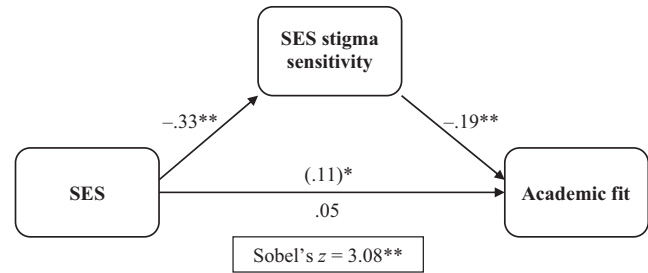 SES stigma
sensitivity
–.33**
–.19**
SES
(.11)*
Academic fit
.05
Sobel's z = 3.08**